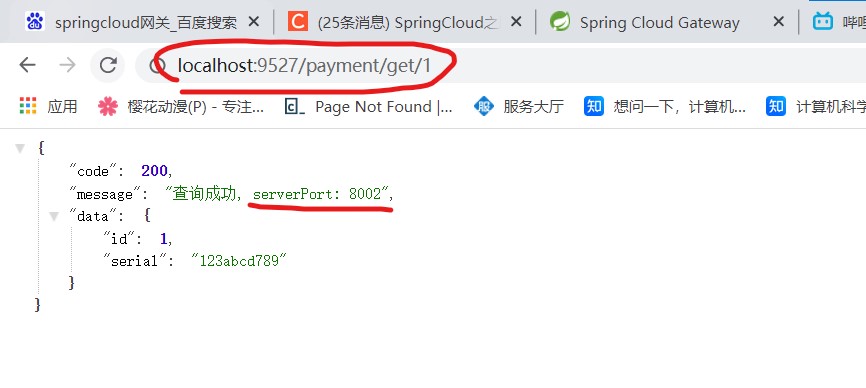 springcloud网关_百度搜索
(25条消息) SpringCloud之
Spring Cloud Gateway
localhost:9527/payment/get/1
应用
樱花动漫(P) - 专注...
Page Not Found |...
服务大厅
想问一下，计算机...
计算机科学
{
"code": 200,
"message": "查询成功, serverPort: 8002",
"data": {
"id": 1,
"serial": "123abcd789"
}
}